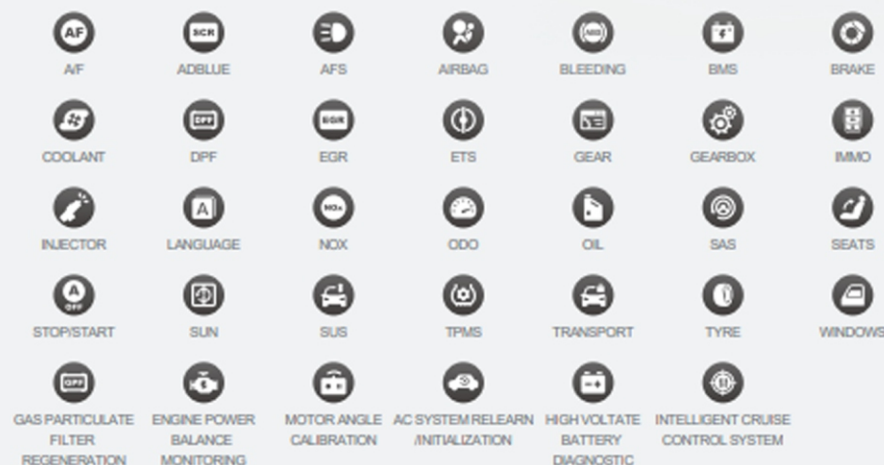 AF SCR ABS
A/F ADBLUE AFS AIRBAG BLEEDING BMS BRAKE
DPF EGR
COOLANT DPF EGR ETS GEAR GEARBOX IMMO
A NOx
INJECTOR LANGUAGE NOX ODO OIL SAS SEATS
A
OFF
STOP/START SUN SUS TPMS TRANSPORT TYRE WINDOWS
GPF
GAS PARTICULATE ENGINE POWER MOTOR ANGLE AC SYSTEM RELEARN HIGH VOLTATE INTELLIGENT CRUISE
FILTER BALANCE CALIBRATION /INITIALIZATION BATTERY CONTROL SYSTEM
REGENERATION MONITORING DIAGNOSTIC